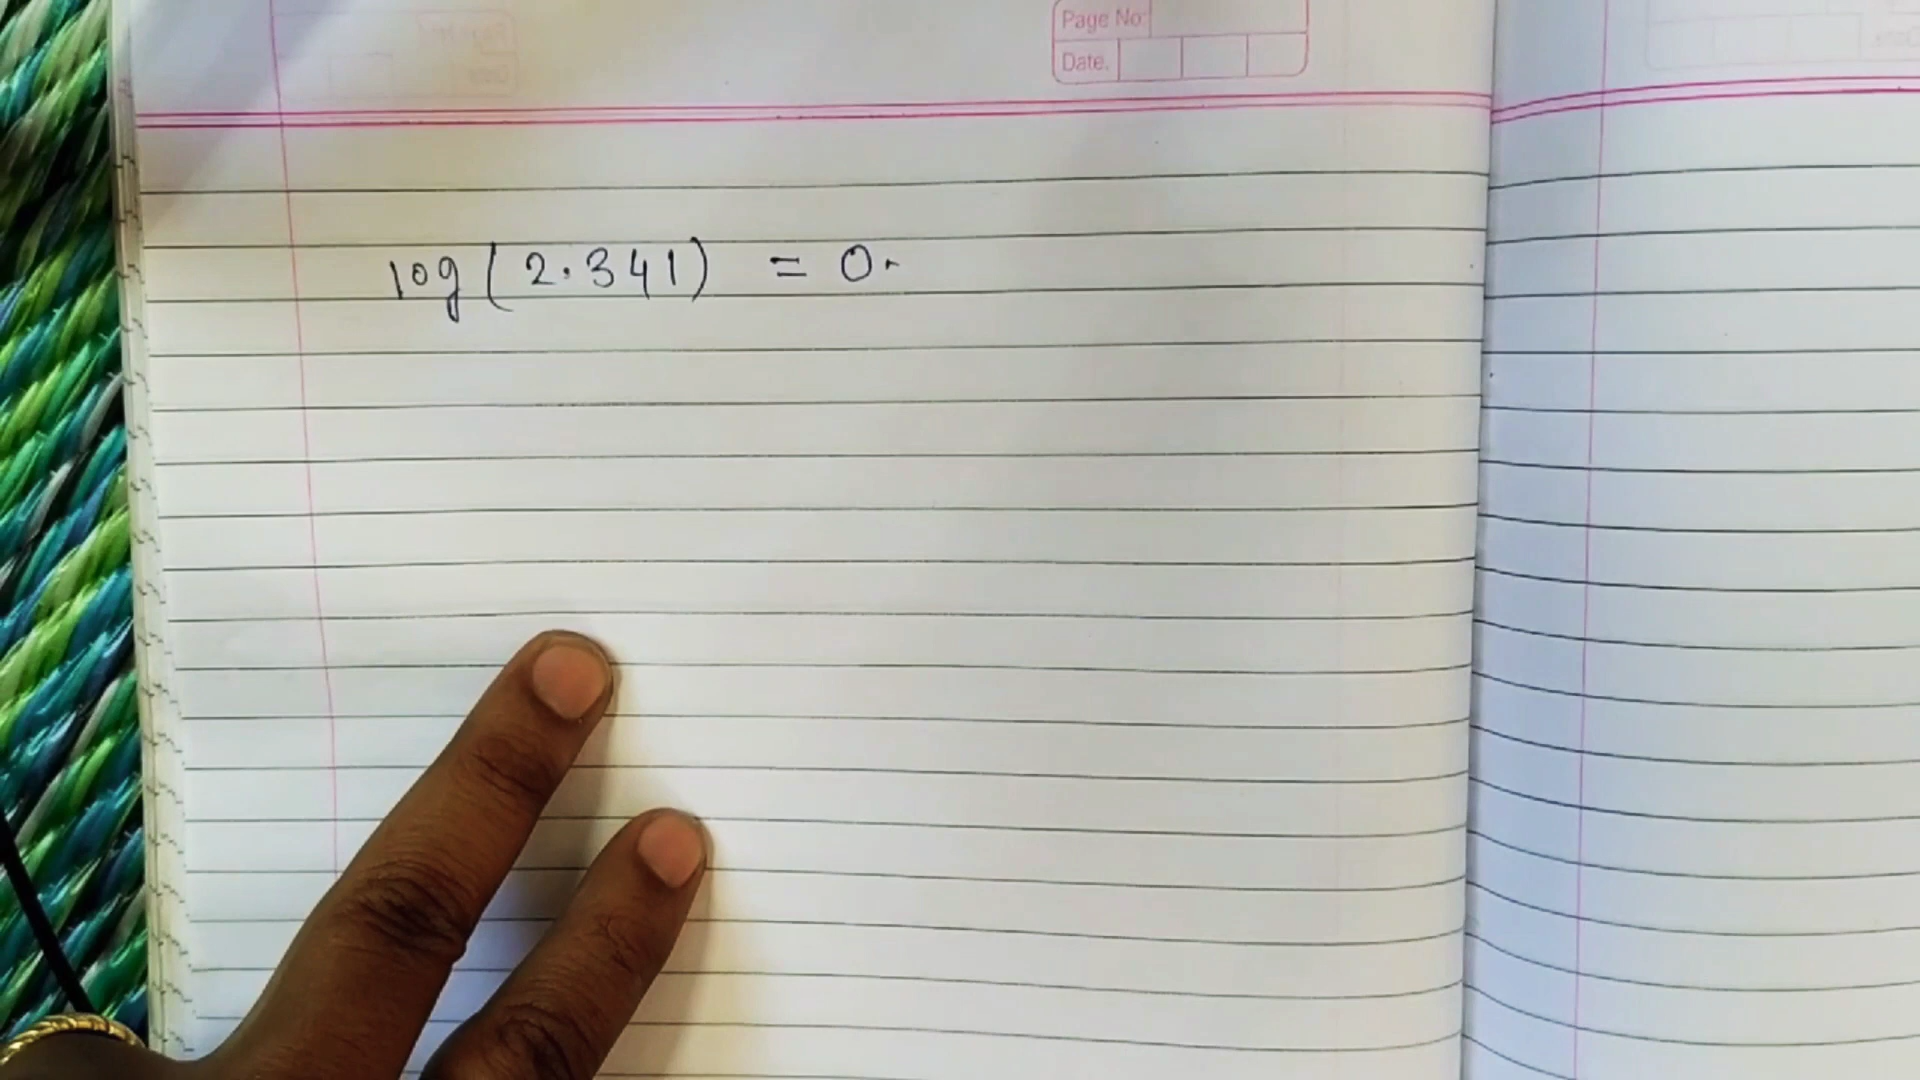 Page No:
Date.
log(2.341) = 0.